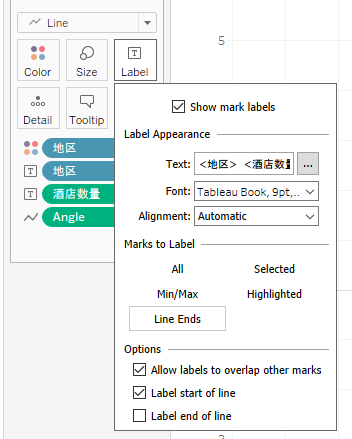 Line
Color
Size
Label
Detail
Tooltip
地区
地区
酒店数量
Angle
5
Show mark labels
Label Appearance
Text: <地区> <酒店数量 ...
Font: Tableau Book, 9pt,...
Alignment: Automatic
Marks to Label
All Selected
Min/Max Highlighted
Line Ends
Options
Allow labels to overlap other marks
Label start of line
Label end of line